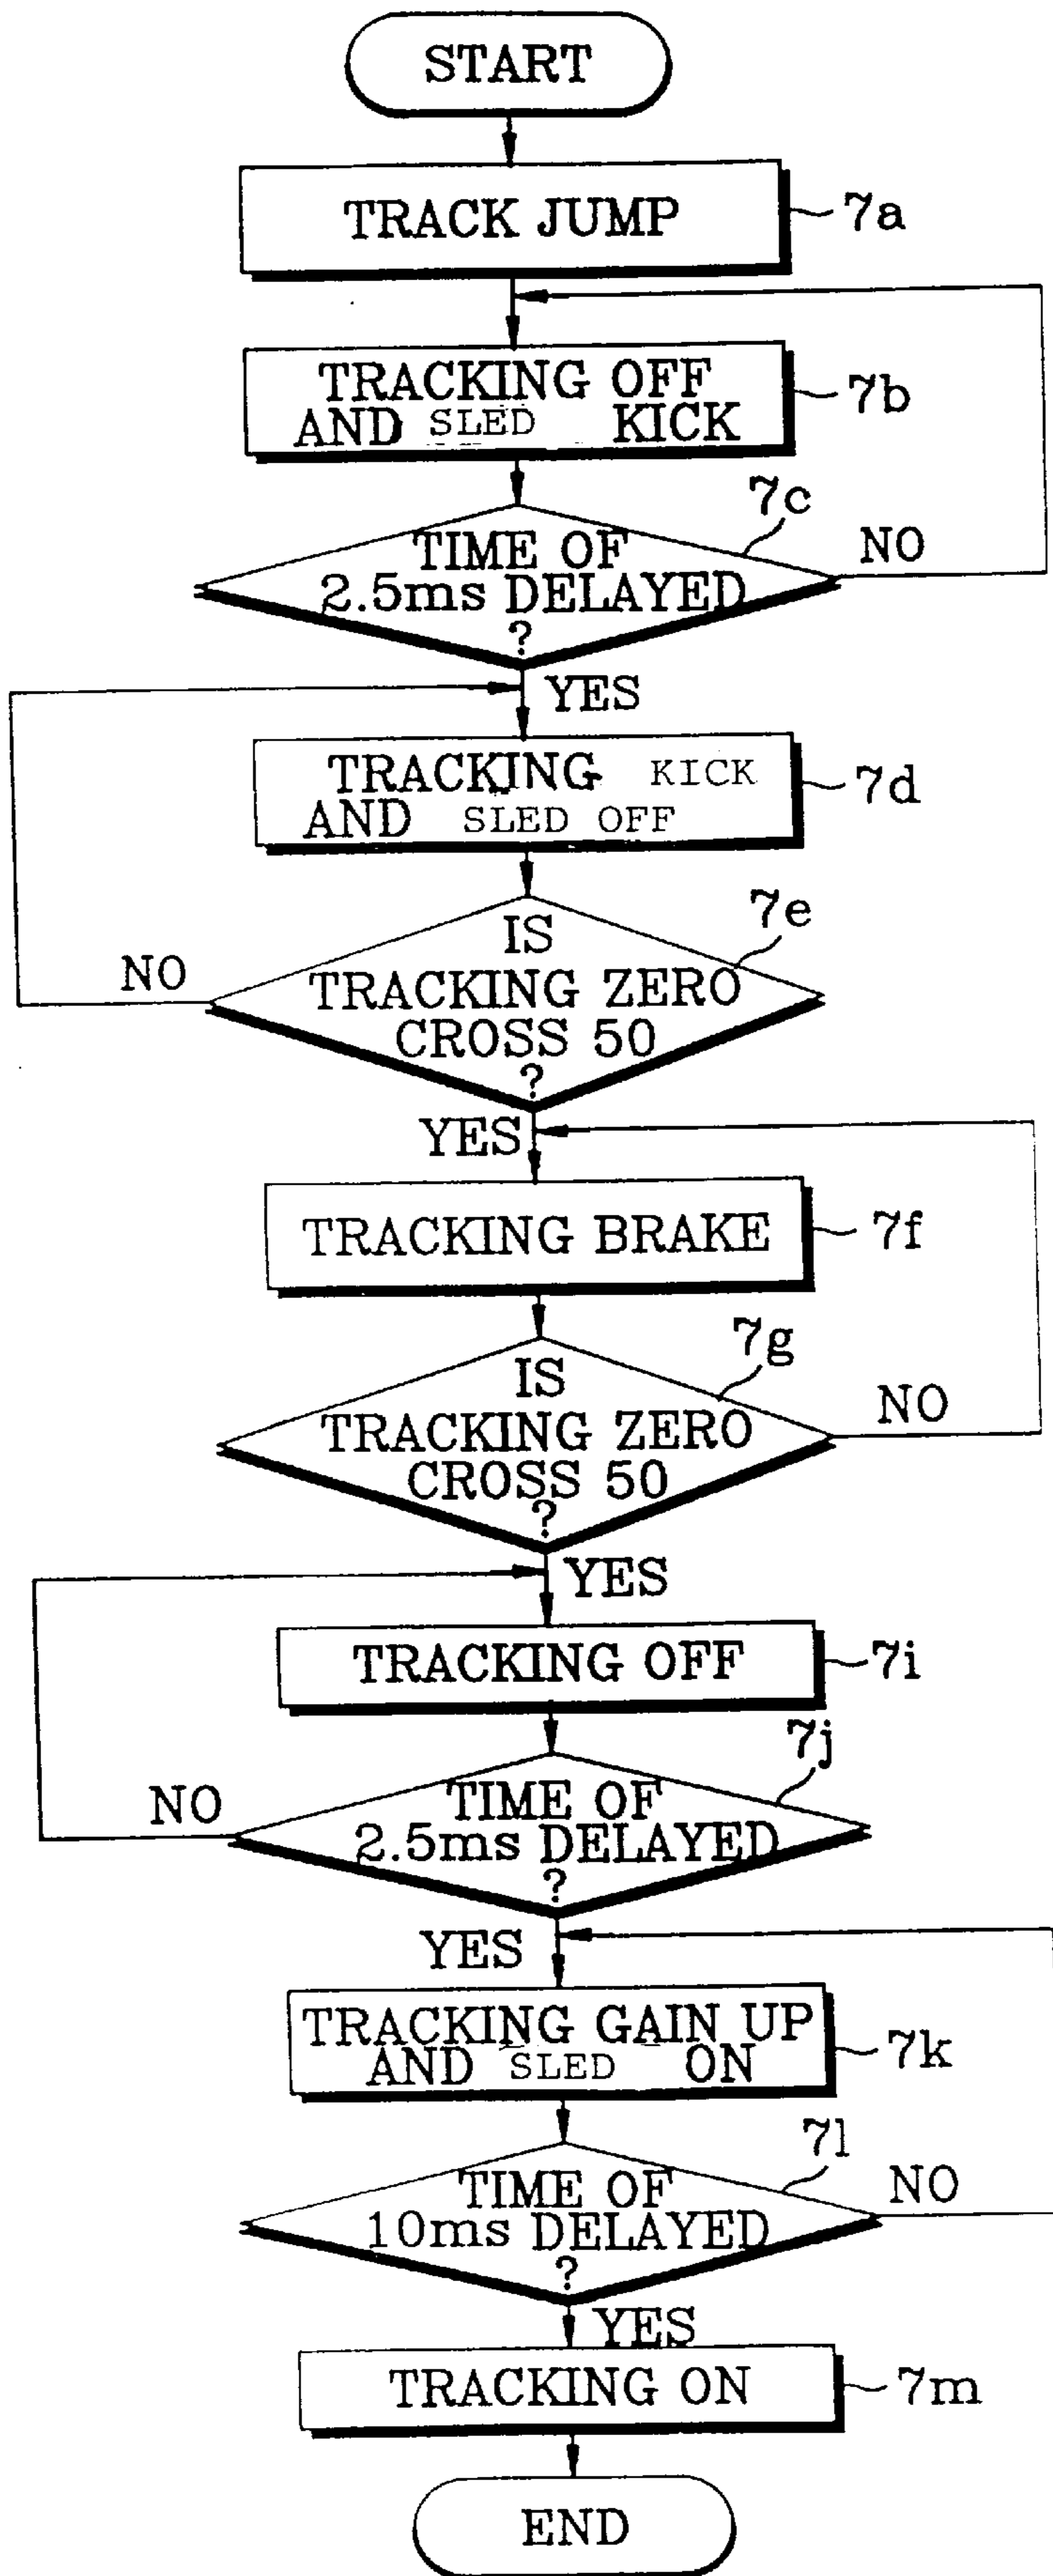 START
TRACK JUMP
7a
TRACKING OFF
AND SLED KICK
7b
7c
TIME OF
2.5ms DELAYED
?
NO
YES
TRACKING KICK
AND SLED OFF
7d
7e
IS
TRACKING ZERO
CROSS 50
?
NO
YES
TRACKING BRAKE
7f
7g
IS
TRACKING ZERO
CROSS 50
?
NO
YES
TRACKING OFF
7i
7j
TIME OF
2.5ms DELAYED
?
NO
YES
TRACKING GAIN UP
AND SLED ON
7k
7l
TIME OF
10ms DELAYED
?
NO
YES
TRACKING ON
7m
END